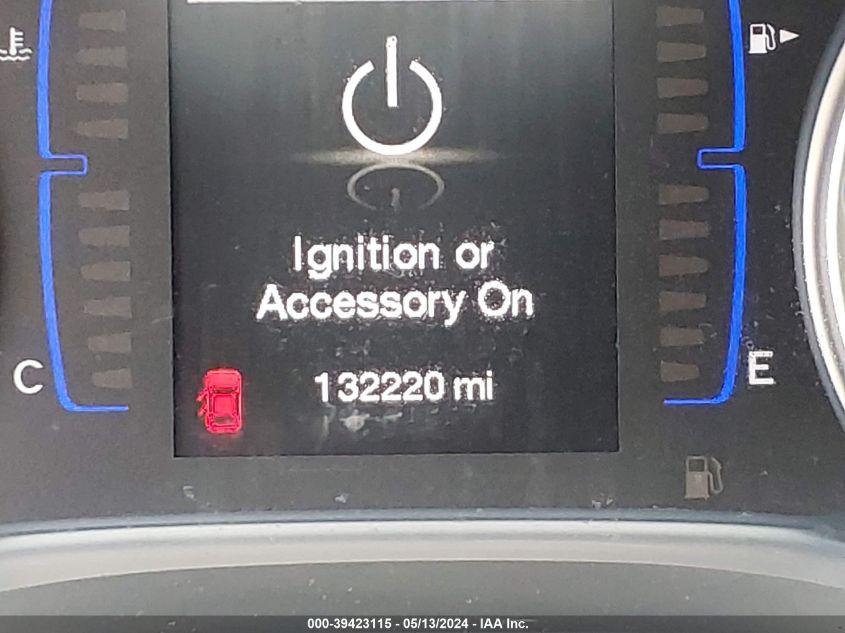 Ignition or
Accessory On
132220 mi
C
E
000-39423115 - 05/13/2024 - IAA Inc.